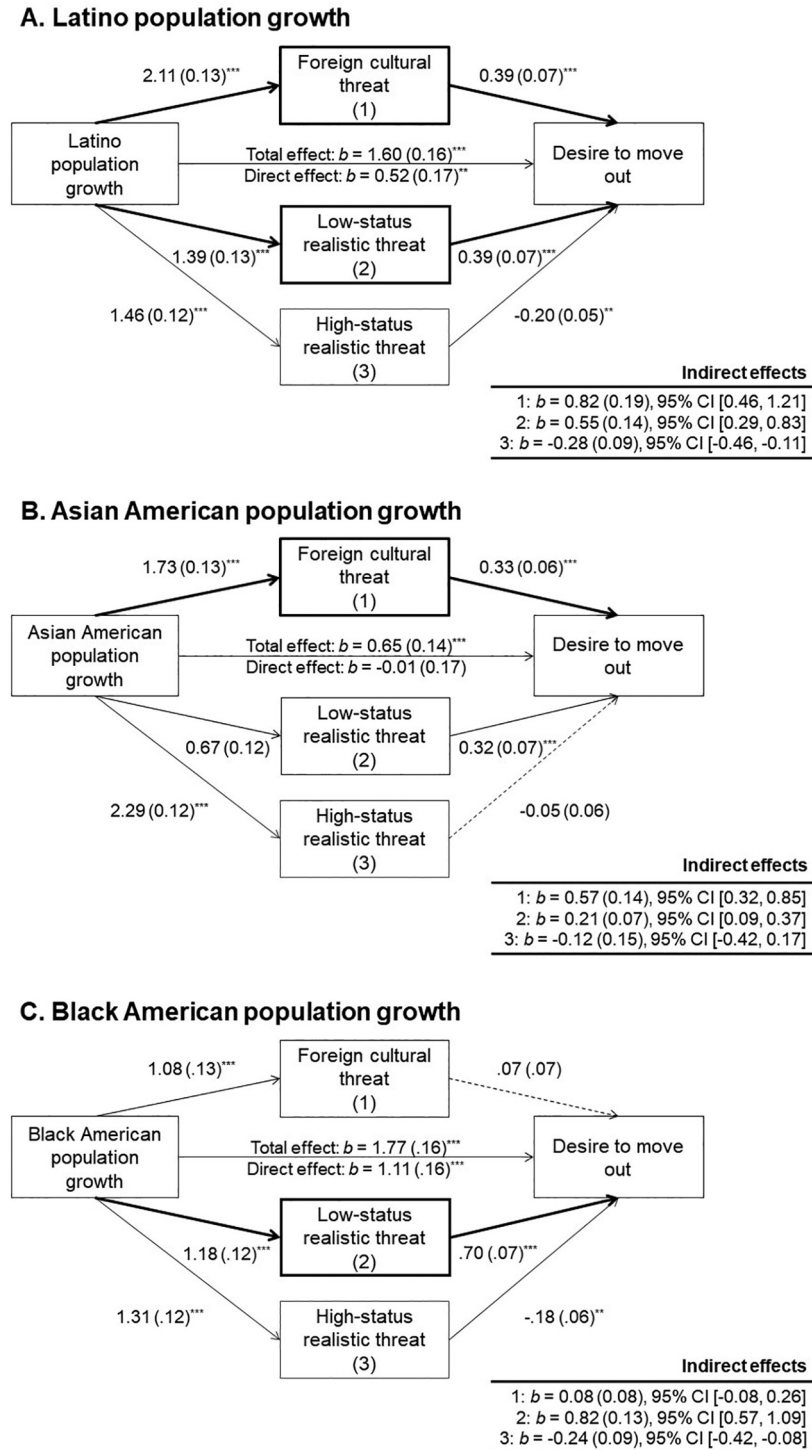 A. Latino population growth
2.11 (0.13)***
Foreign cultural
threat
(1)
0.39 (0.07)***
Latino
population
growth
Total effect: b = 1.60 (0.16)***
Direct effect: b = 0.52 (0.17)**
Desire to move
out
1.39 (0.13)***
Low-status
realistic threat
(2)
0.39 (0.07)***
1.46 (0.12)***
High-status
realistic threat
(3)
-0.20 (0.05)**
Indirect effects
1: b = 0.82 (0.19), 95% CI [0.46, 1.21]
2: b = 0.55 (0.14), 95% CI [0.29, 0.83]
3: b = -0.28 (0.09), 95% CI [-0.46, -0.11]
B. Asian American population growth
1.73 (0.13)***
Foreign cultural
threat
(1)
0.33 (0.06)***
Asian American
population
growth
Total effect: b = 0.65 (0.14)***
Direct effect: b = -0.01 (0.17)
Desire to move
out
0.67 (0.12)
Low-status
realistic threat
(2)
0.32 (0.07)***
2.29 (0.12)***
High-status
realistic threat
(3)
-0.05 (0.06)
Indirect effects
1: b = 0.57 (0.14), 95% CI [0.32, 0.85]
2: b = 0.21 (0.07), 95% CI [0.09, 0.37]
3: b = -0.12 (0.15), 95% CI [-0.42, 0.17]
C. Black American population growth
1.08 (.13)***
Foreign cultural
threat
(1)
.07 (.07)
Black American
population
growth
Total effect: b = 1.77 (.16)***
Direct effect: b = 1.11 (.16)***
Desire to move
out
1.18 (.12)***
Low-status
realistic threat
(2)
.70 (.07)***
1.31 (.12)***
High-status
realistic threat
(3)
-.18 (.06)**
Indirect effects
1: b = 0.08 (0.08), 95% CI [-0.08, 0.26]
2: b = 0.82 (0.13), 95% CI [0.57, 1.09]
3: b = -0.24 (0.09), 95% CI [-0.42, -0.08]